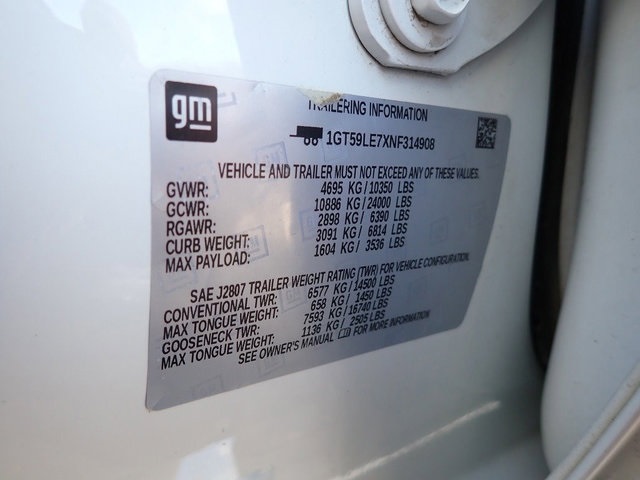 gm
TRAILERING INFORMATION
1GT59LE7XNF314908
VEHICLE AND TRAILER MUST NOT EXCEED ANY OF THESE VALUES.
GVWR: 4695 KG/10350 LBS
GCWR: 10886 KG/24000 LBS
RGAWR: 2898 KG/ 6390 LBS
CURB WEIGHT: 3091 KG/ 6814 LBS
MAX PAYLOAD: 1604 KG/ 3536 LBS
SAE J2807 TRAILER WEIGHT RATING (TWR) FOR VEHICLE CONFIGURATION.
CONVENTIONAL TWR: 6577 KG/14500 LBS
MAX TONGUE WEIGHT: 658 KG/ 1450 LBS
GOOSENECK TWR: 7593 KG/16740 LBS
MAX TONGUE WEIGHT: 1136 KG/ 2505 LBS
SEE OWNER'S MANUAL FOR MORE INFORMATION